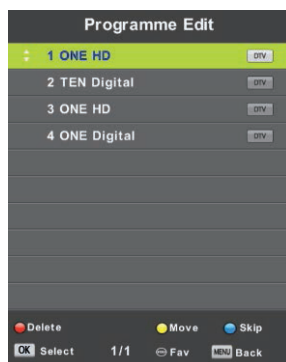 Programme Edit
1 ONE HD DTV
2 TEN Digital DTV
3 ONE HD DTV
4 ONE Digital DTV
Delete Move Skip
OK Select 1/1 Fav MENU Back